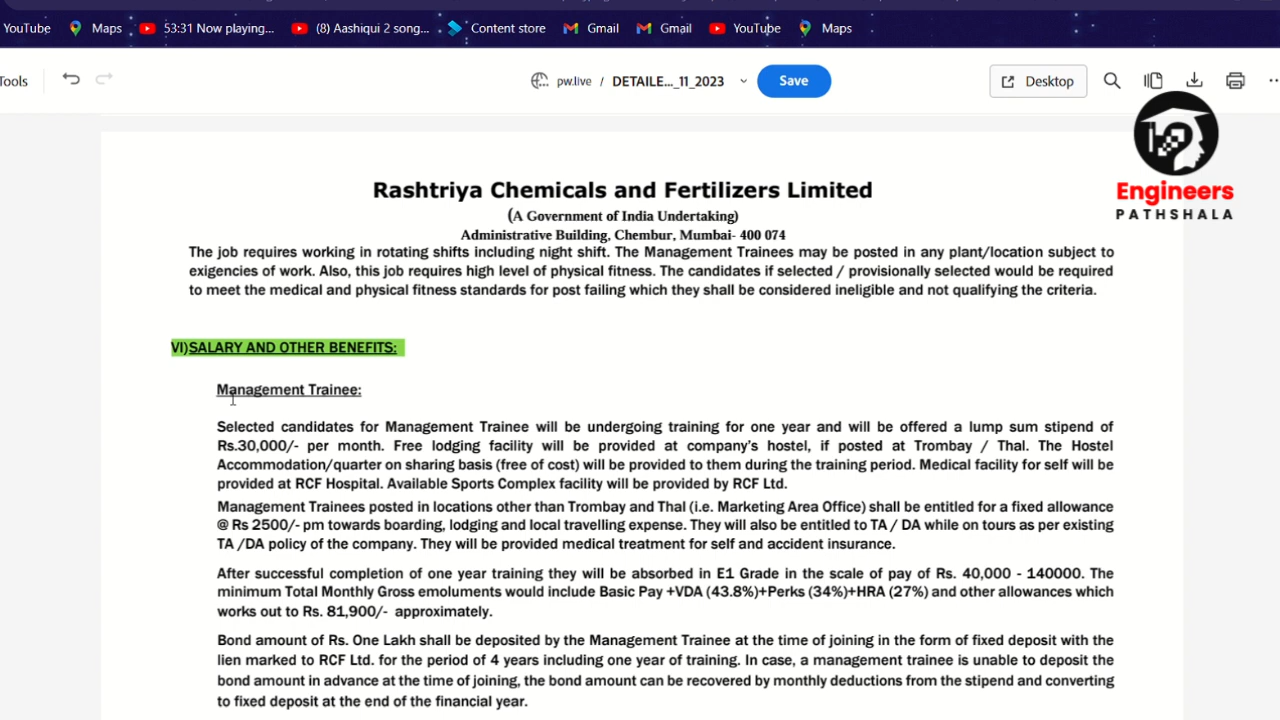 YouTube Maps 53:31 Now playing... (8) Aashiqui 2 song... Content store Gmail Gmail YouTube Maps
Tools pw.live / DETAILE..._11_2023 Save Desktop
Engineers
PATHSHALA
Rashtriya Chemicals and Fertilizers Limited
(A Government of India Undertaking)
Administrative Building, Chembur, Mumbai- 400 074
The job requires working in rotating shifts including night shift. The Management Trainees may be posted in any plant/location subject to
exigencies of work. Also, this job requires high level of physical fitness. The candidates if selected / provisionally selected would be required
to meet the medical and physical fitness standards for post failing which they shall be considered ineligible and not qualifying the criteria.
VI)SALARY AND OTHER BENEFITS:
Management Trainee:
Selected candidates for Management Trainee will be undergoing training for one year and will be offered a lump sum stipend of
Rs.30,000/- per month. Free lodging facility will be provided at company's hostel, if posted at Trombay / Thal. The Hostel
Accommodation/quarter on sharing basis (free of cost) will be provided to them during the training period. Medical facility for self will be
provided at RCF Hospital. Available Sports Complex facility will be provided by RCF Ltd.
Management Trainees posted in locations other than Trombay and Thal (i.e. Marketing Area Office) shall be entitled for a fixed allowance
@ Rs 2500/- pm towards boarding, lodging and local travelling expense. They will also be entitled to TA / DA while on tours as per existing
TA /DA policy of the company. They will be provided medical treatment for self and accident insurance.
After successful completion of one year training they will be absorbed in E1 Grade in the scale of pay of Rs. 40,000 - 140000. The
minimum Total Monthly Gross emoluments would include Basic Pay +VDA (43.8%)+Perks (34%)+HRA (27%) and other allowances which
works out to Rs. 81,900/- approximately.
Bond amount of Rs. One Lakh shall be deposited by the Management Trainee at the time of joining in the form of fixed deposit with the
lien marked to RCF Ltd. for the period of 4 years including one year of training. In case, a management trainee is unable to deposit the
bond amount in advance at the time of joining, the bond amount can be recovered by monthly deductions from the stipend and converting
to fixed deposit at the end of the financial year.